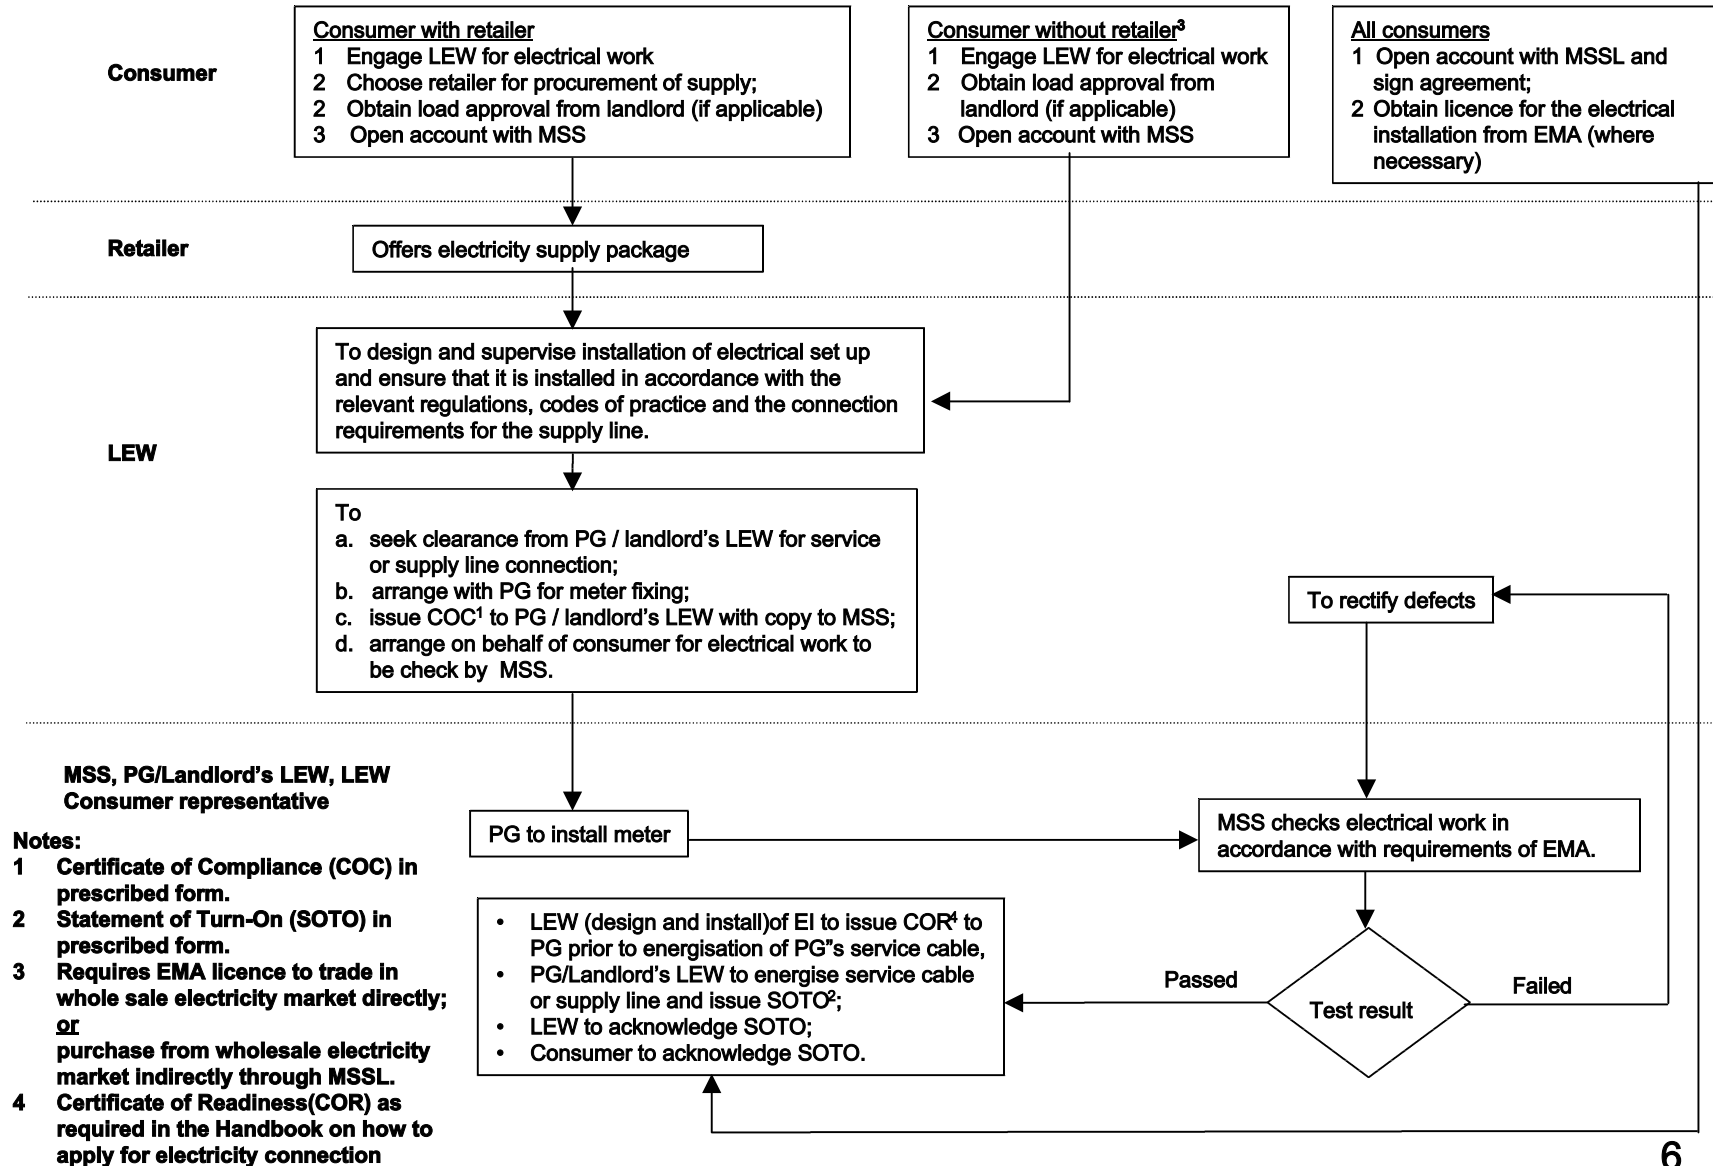 Consumer
Consumer with retailer
1 Engage LEW for electrical work
2 Choose retailer for procurement of supply;
2 Obtain load approval from landlord (if applicable)
3 Open account with MSS
Consumer without retailer³
1 Engage LEW for electrical work
2 Obtain load approval from
landlord (if applicable)
3 Open account with MSS
All consumers
1 Open account with MSSL and
sign agreement;
2 Obtain licence for the electrical
installation from EMA (where
necessary)
Retailer
Offers electricity supply package
LEW
To design and supervise installation of electrical set up
and ensure that it is installed in accordance with the
relevant regulations, codes of practice and the connection
requirements for the supply line.
To
a. seek clearance from PG / landlord's LEW for service
or supply line connection;
b. arrange with PG for meter fixing;
c. issue COC¹ to PG / landlord's LEW with copy to MSS;
d. arrange on behalf of consumer for electrical work to
be check by MSS.
To rectify defects
MSS, PG/Landlord's LEW, LEW
Consumer representative
PG to install meter
MSS checks electrical work in
accordance with requirements of EMA.
Notes:
1 Certificate of Compliance (COC) in
prescribed form.
2 Statement of Turn-On (SOTO) in
prescribed form.
3 Requires EMA licence to trade in
whole sale electricity market directly;
or
purchase from wholesale electricity
market indirectly through MSSL.
4 Certificate of Readiness(COR) as
required in the Handbook on how to
apply for electricity connection
• LEW (design and install)of EI to issue COR⁴ to
PG prior to energisation of PG"s service cable,
• PG/Landlord's LEW to energise service cable
or supply line and issue SOTO²;
• LEW to acknowledge SOTO;
• Consumer to acknowledge SOTO.
Passed
Test result
Failed
6